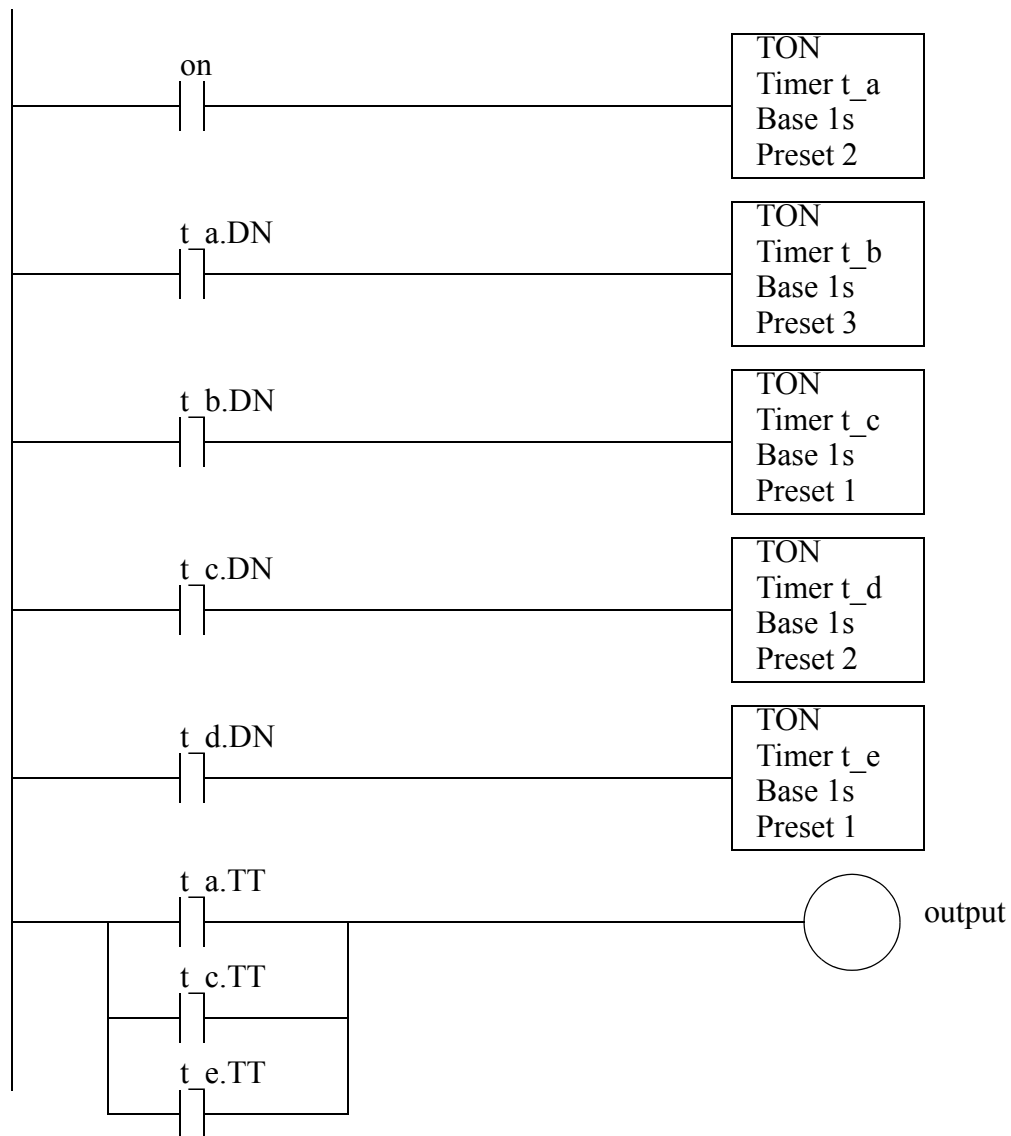 on
TON
Timer t_a
Base 1s
Preset 2
t_a.DN
TON
Timer t_b
Base 1s
Preset 3
t_b.DN
TON
Timer t_c
Base 1s
Preset 1
t_c.DN
TON
Timer t_d
Base 1s
Preset 2
t_d.DN
TON
Timer t_e
Base 1s
Preset 1
t_a.TT
output
t_c.TT
t_e.TT